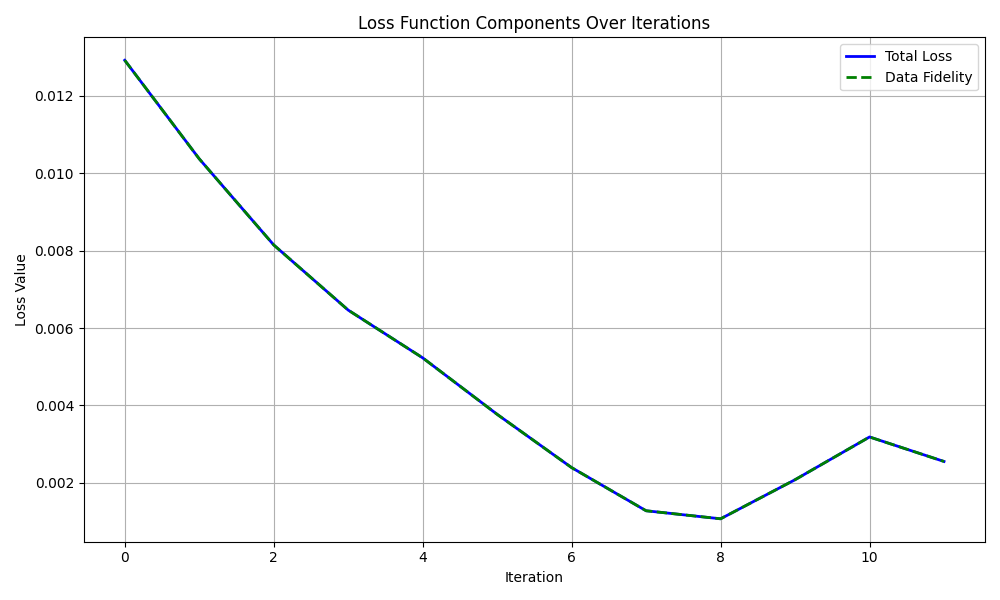 Loss Function Components Over Iterations
Total Loss
Data Fidelity
0.012
0.010
0.008
0.006
0.004
0.002
Loss Value
0 2 4 6 8 10
Iteration